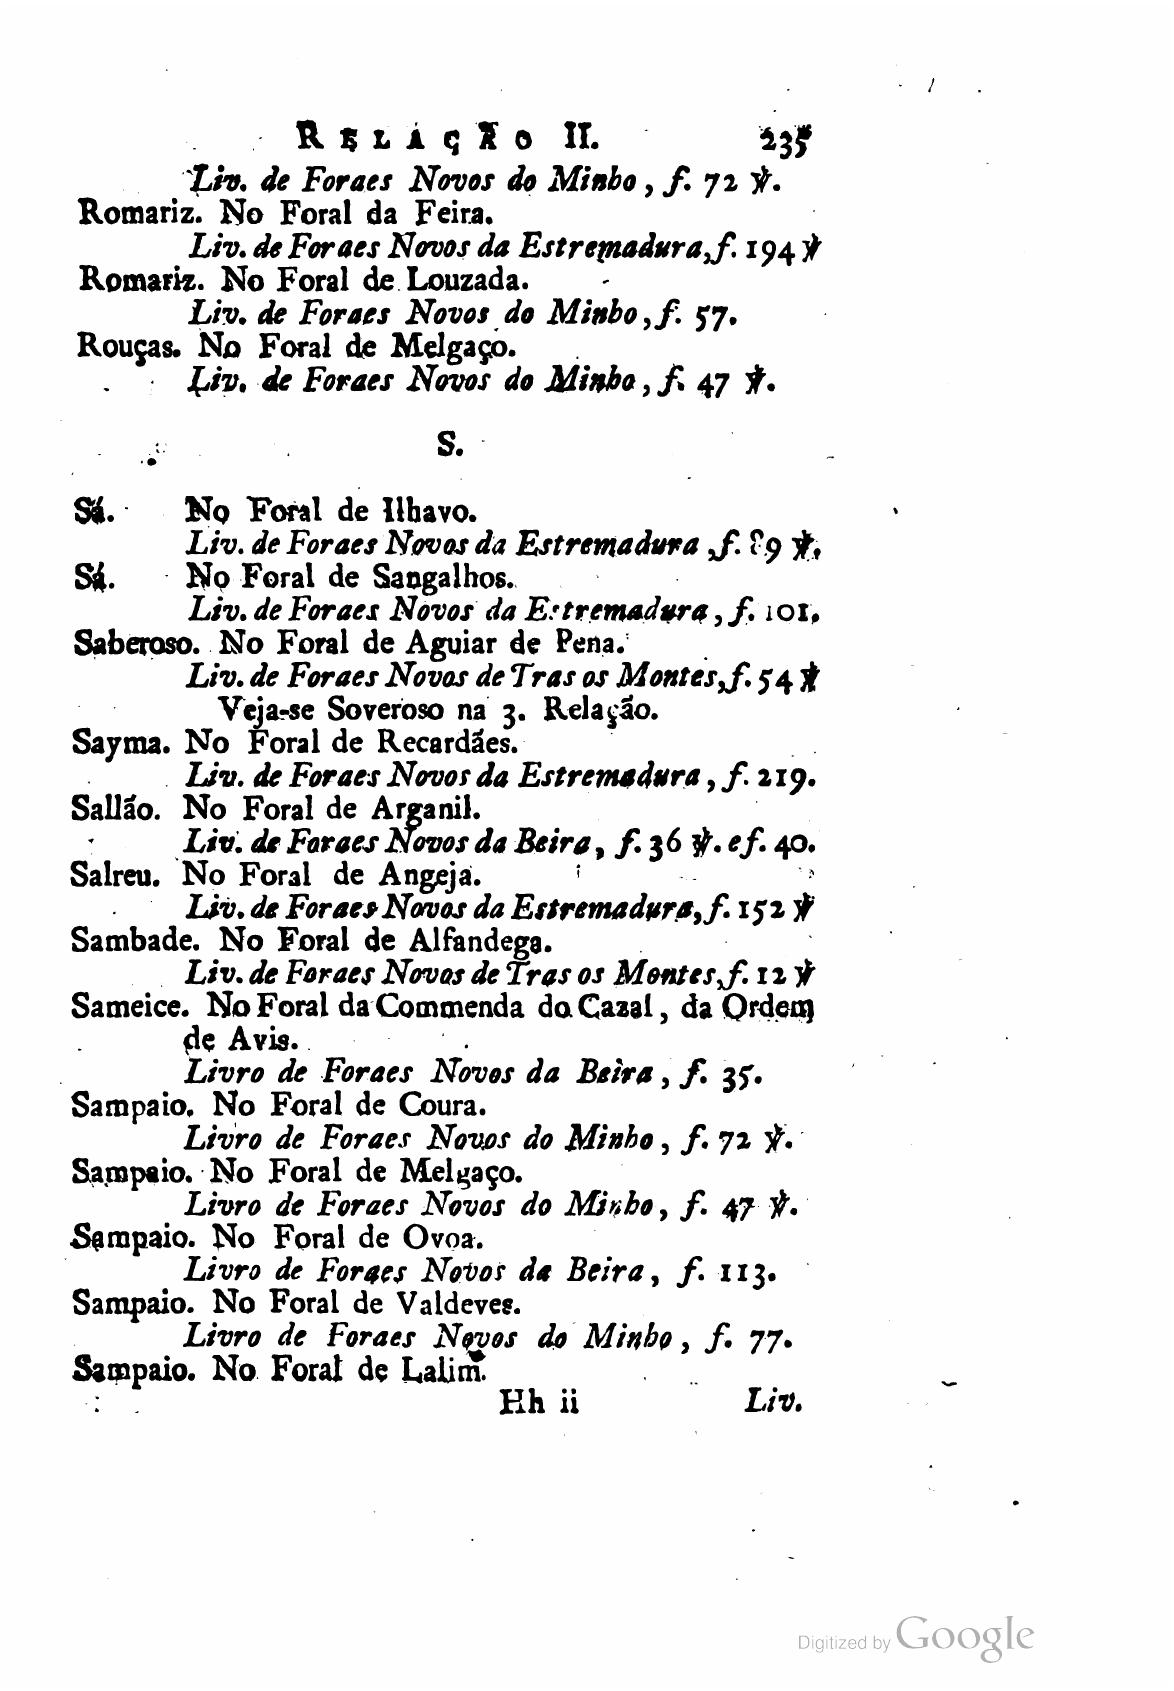 RELAÇÃO II. 235
Liv. de Foraes Novos do Minho, f. 72 ℣.
Romariz. No Foral da Feira.
Liv. de Foraes Novos da Estremadura, f. 194 ℣
Romariz. No Foral de Louzada.
Liv. de Foraes Novos do Minho, f. 57.
Rouças. No Foral de Melgaço.
Liv. de Foraes Novos do Minho, f. 47 ℣.
S.
Sá. No Foral de Ilhavo.
Liv. de Foraes Novos da Estremadura, f. 89 ℣.
Sá. No Foral de Sangalhos.
Liv. de Foraes Novos da Estremadura, f. 101.
Saberoso. No Foral de Aguiar de Pena.
Liv. de Foraes Novos de Tras os Montes, f. 54 ℣
Veja-se Soveroso na 3. Relação.
Sayma. No Foral de Recardães.
Liv. de Foraes Novos da Estremadura, f. 219.
Sallão. No Foral de Arganil.
Liv. de Foraes Novos da Beira, f. 36 ℣. e f. 40.
Salreu. No Foral de Angeja.
Liv. de Foraes Novos da Estremadura, f. 152 ℣
Sambade. No Foral de Alfandega.
Liv. de Foraes Novos de Tras os Montes, f. 12 ℣
Sameice. No Foral da Commenda do Cazal, da Ordem
de Avis.
Livro de Foraes Novos da Beira, f. 35.
Sampaio. No Foral de Coura.
Livro de Foraes Novos do Minho, f. 72 ℣.
Sampaio. No Foral de Melgaço.
Livro de Foraes Novos do Minho, f. 47 ℣.
Sampaio. No Foral de Ovoa.
Livro de Foraes Novos da Beira, f. 113.
Sampaio. No Foral de Valdeves.
Livro de Foraes Novos do Minho, f. 77.
Sampaio. No Foral de Lalim.
Hh ii Liv.
Digitized by Google